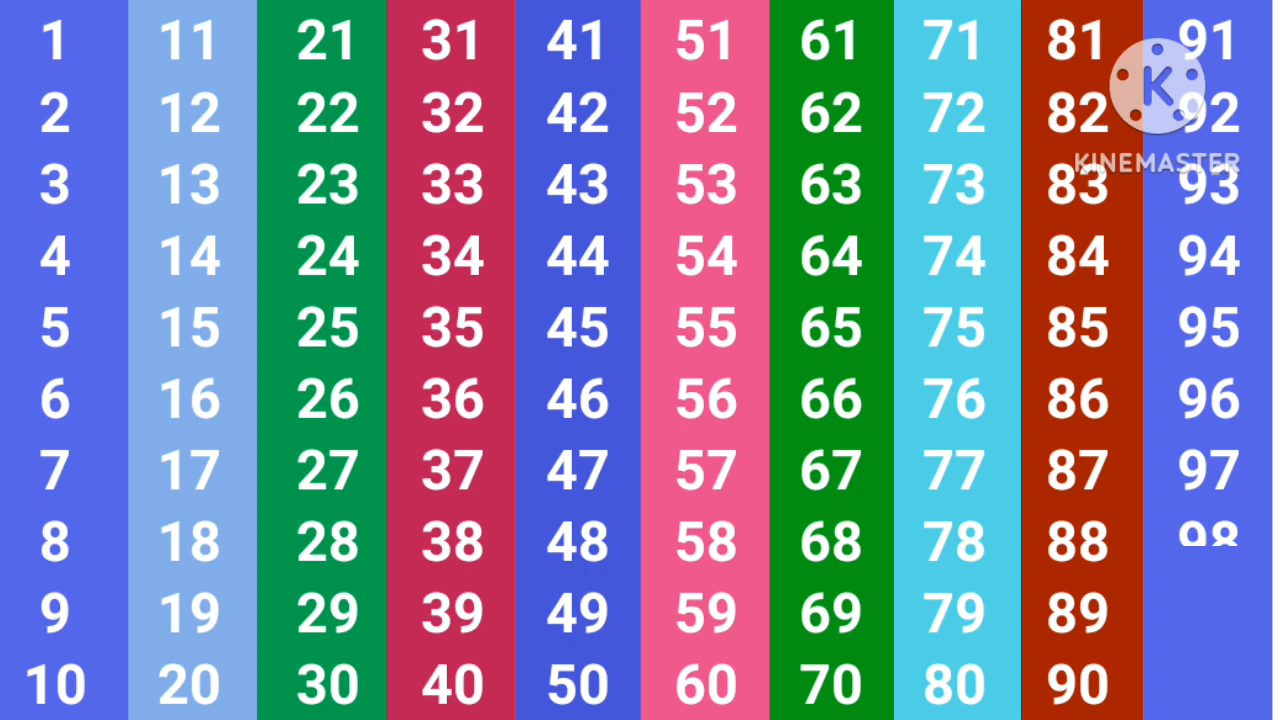 1 11 21 31 41 51 61 71 81 91
2 12 22 32 42 52 62 72 82 92
KINEMASTER
3 13 23 33 43 53 63 73 83 93
4 14 24 34 44 54 64 74 84 94
5 15 25 35 45 55 65 75 85 95
6 16 26 36 46 56 66 76 86 96
7 17 27 37 47 57 67 77 87 97
8 18 28 38 48 58 68 78 88 98
9 19 29 39 49 59 69 79 89
10 20 30 40 50 60 70 80 90